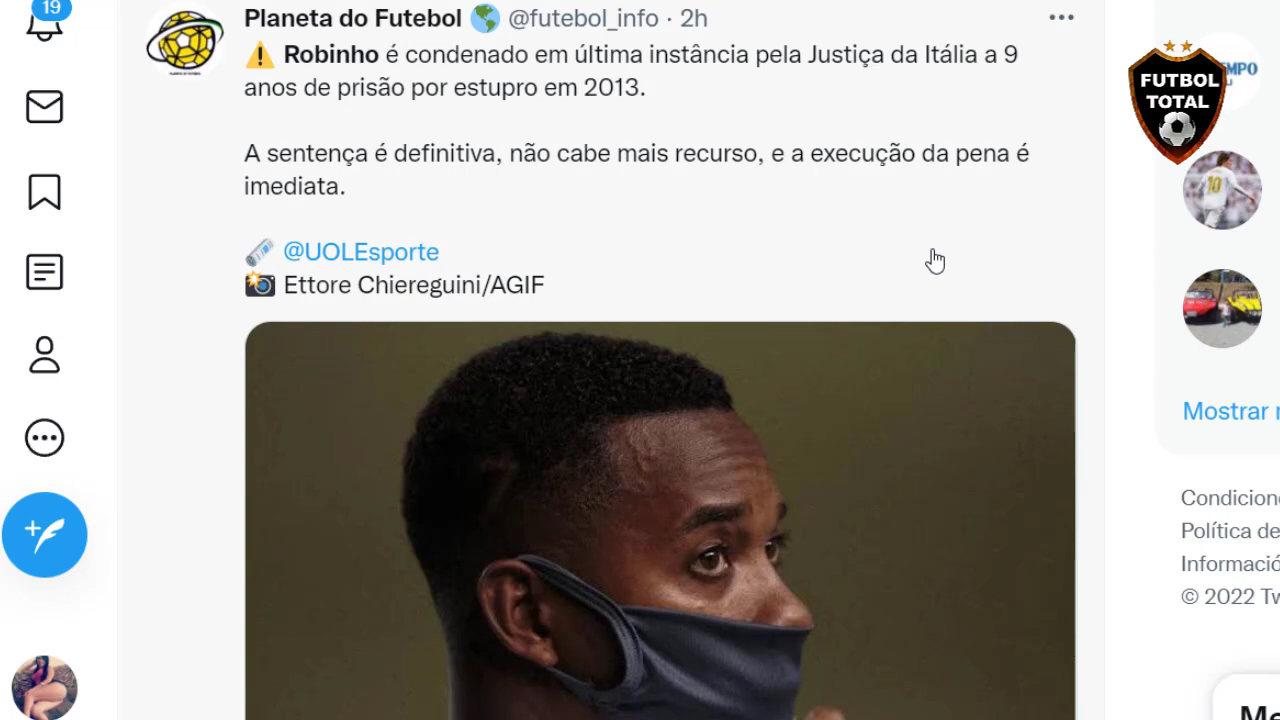 19
Planeta do Futebol 🌎 @futebol_info · 2h
⚠️ Robinho é condenado em última instância pela Justiça da Itália a 9
anos de prisão por estupro em 2013.
A sentença é definitiva, não cabe mais recurso, e a execução da pena é
imediata.
🗞️ @UOLEsporte
📸 Ettore Chiereguini/AGIF
FUTBOL
TOTAL
10
Mostrar
Política de
© 2022